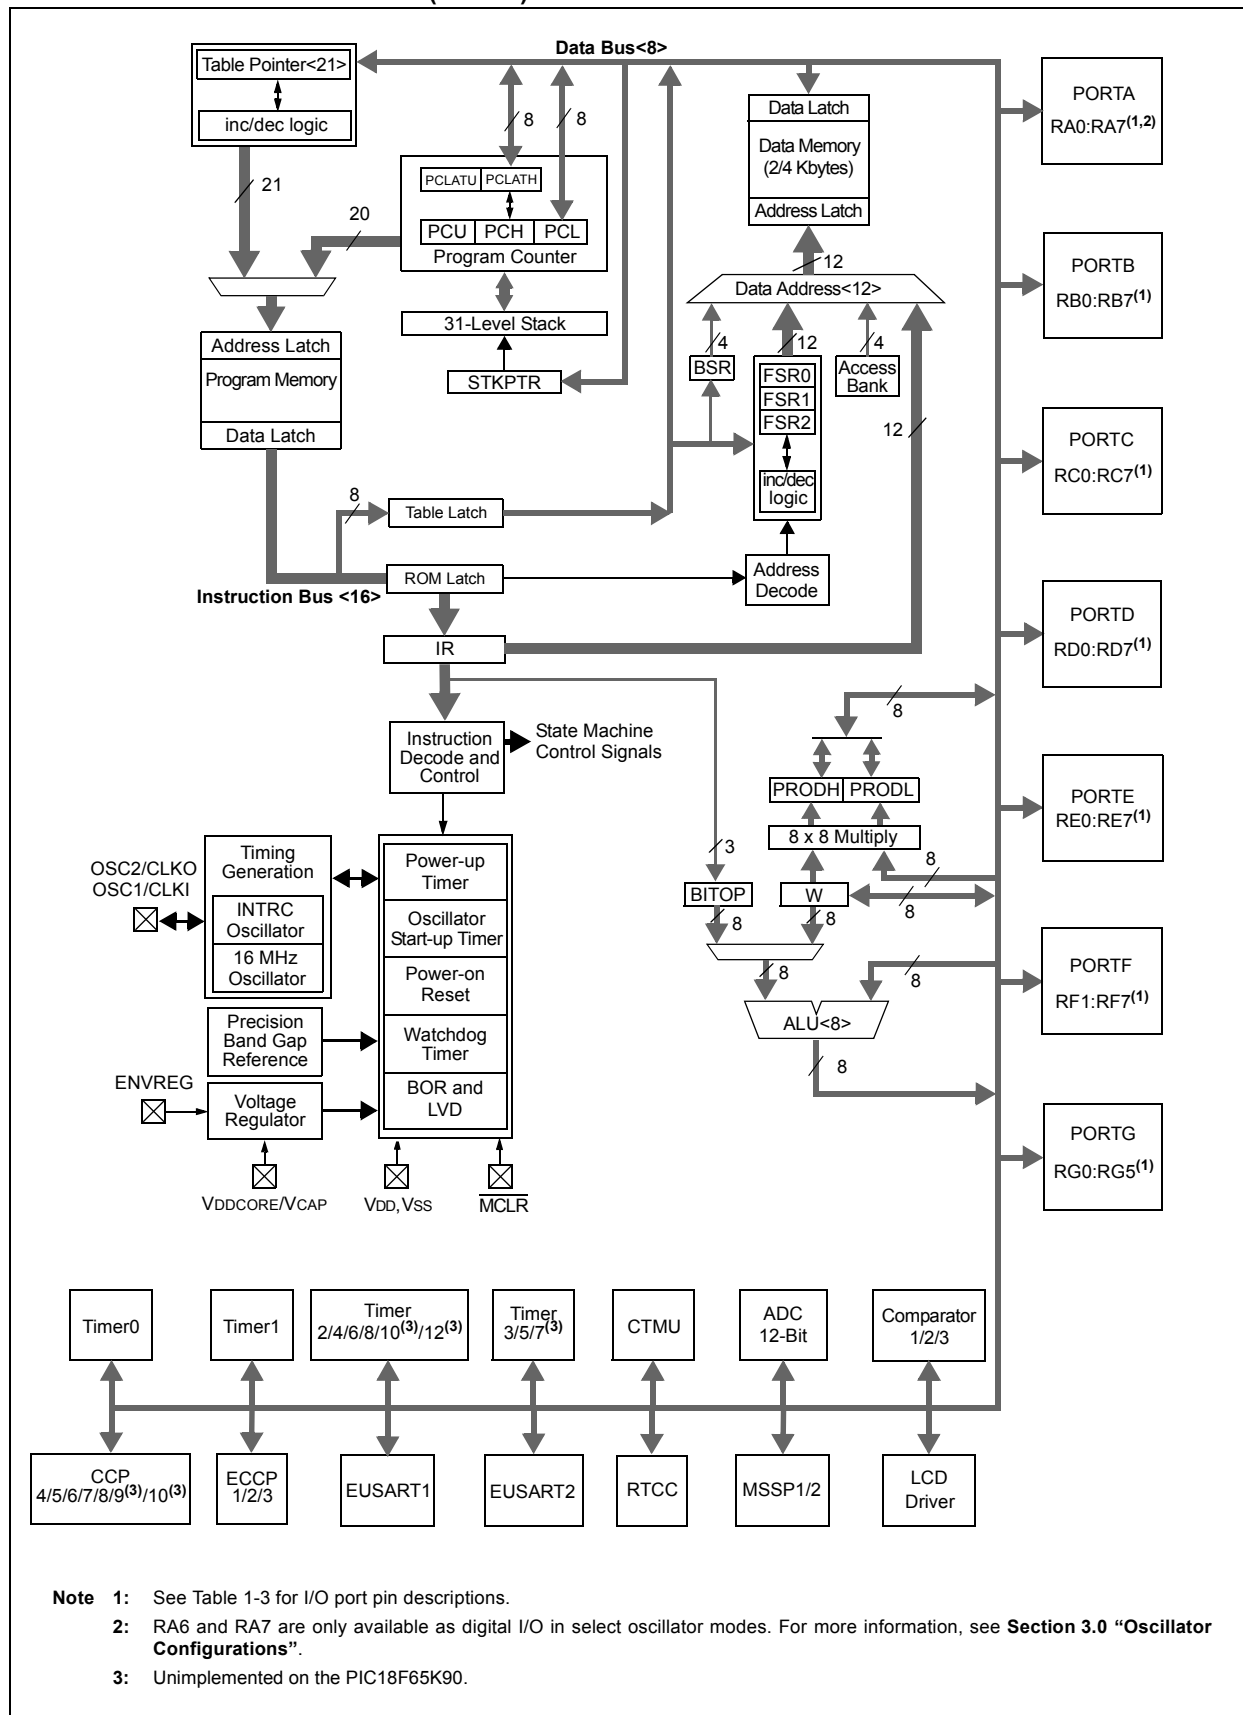 Data Bus<8>
Table Pointer<21>
inc/dec logic
21
20
8
8
PCLATU PCLATH
PCU PCH PCL
Program Counter
31-Level Stack
STKPTR
Address Latch
Program Memory
Data Latch
8
Table Latch
ROM Latch
Instruction Bus <16>
IR
Data Latch
Data Memory
(2/4 Kbytes)
Address Latch
12
Data Address<12>
4
12
4
BSR
FSR0
FSR1
FSR2
inc/dec
logic
Access
Bank
12
Address
Decode
Instruction
Decode and
Control
State Machine
Control Signals
8
PRODH PRODL
8 x 8 Multiply
3
8
BITOP
W
8
8
8
8
8
ALU<8>
8
OSC2/CLKO
OSC1/CLKI
Timing
Generation
INTRC
Oscillator
16 MHz
Oscillator
Precision
Band Gap
Reference
ENVREG
Voltage
Regulator
Power-up
Timer
Oscillator
Start-up Timer
Power-on
Reset
Watchdog
Timer
BOR and
LVD
VDDCORE/VCAP
VDD,VSS
MCLR
PORTA
RA0:RA7(1,2)
PORTB
RB0:RB7(1)
PORTC
RC0:RC7(1)
PORTD
RD0:RD7(1)
PORTE
RE0:RE7(1)
PORTF
RF1:RF7(1)
PORTG
RG0:RG5(1)
Timer0
Timer1
Timer
2/4/6/8/10(3)/12(3)
Timer
3/5/7(3)
CTMU
ADC
12-Bit
Comparator
1/2/3
CCP
4/5/6/7/8/9(3)/10(3)
ECCP
1/2/3
EUSART1
EUSART2
RTCC
MSSP1/2
LCD
Driver
Note 1: See Table 1-3 for I/O port pin descriptions.
2: RA6 and RA7 are only available as digital I/O in select oscillator modes. For more information, see Section 3.0 “Oscillator
Configurations”.
3: Unimplemented on the PIC18F65K90.